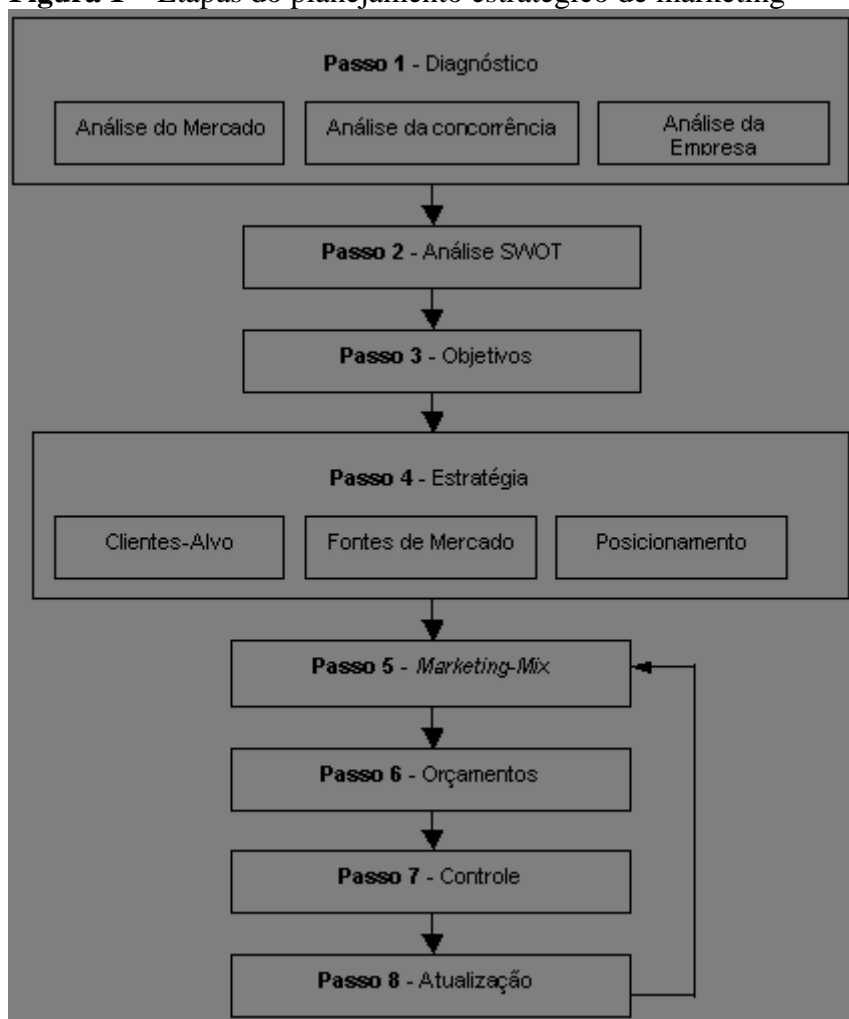 Figura 1 – Etapas do planejamento estratégico de marketing
Passo 1 - Diagnóstico
Análise do Mercado
Análise da concorrência
Análise da
Empresa
Passo 2 - Análise SWOT
Passo 3 - Objetivos
Passo 4 - Estratégia
Clientes-Alvo
Fontes de Mercado
Posicionamento
Passo 5 - Marketing-Mix
Passo 6 - Orçamentos
Passo 7 - Controle
Passo 8 - Atualização